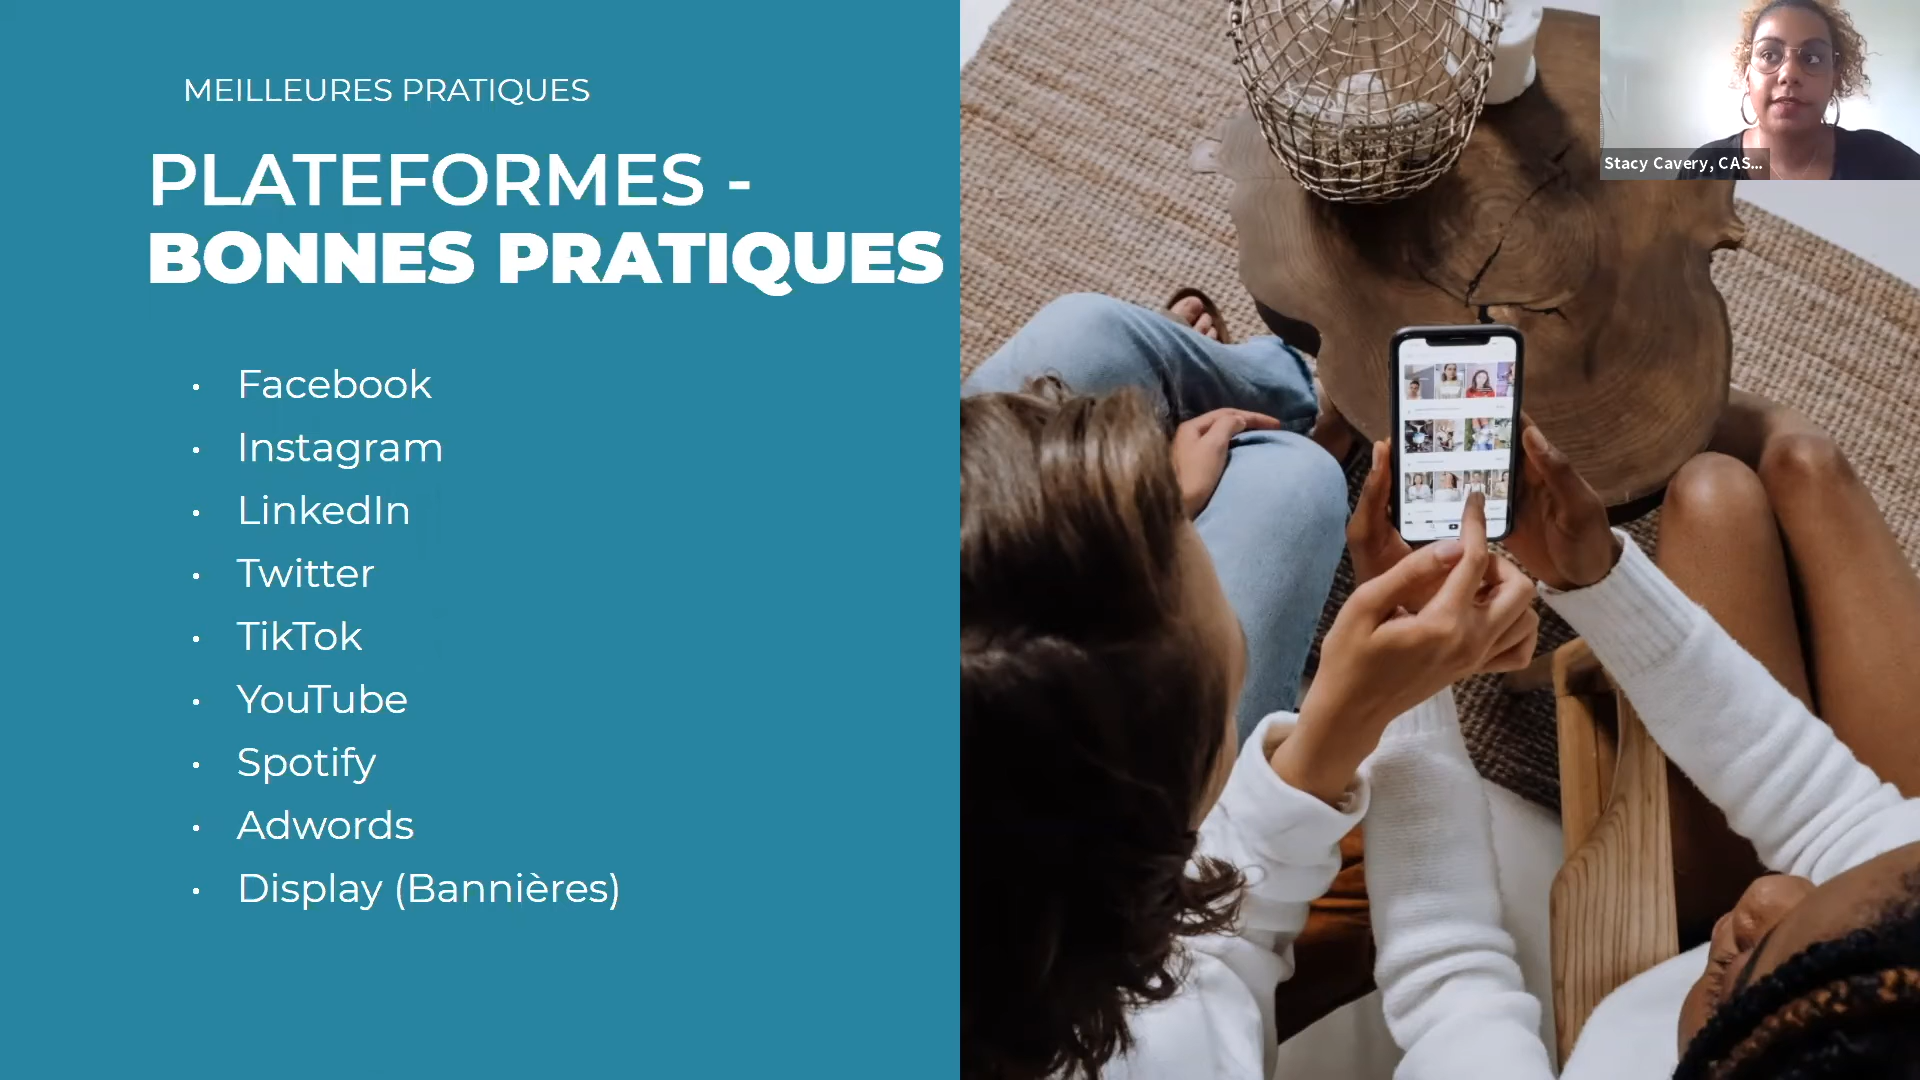 MEILLEURES PRATIQUES
PLATEFORMES -
BONNES PRATIQUES
• Facebook
• Instagram
• LinkedIn
• Twitter
• TikTok
• YouTube
• Spotify
• Adwords
• Display (Bannières)
Stacy Cavery, CAS...